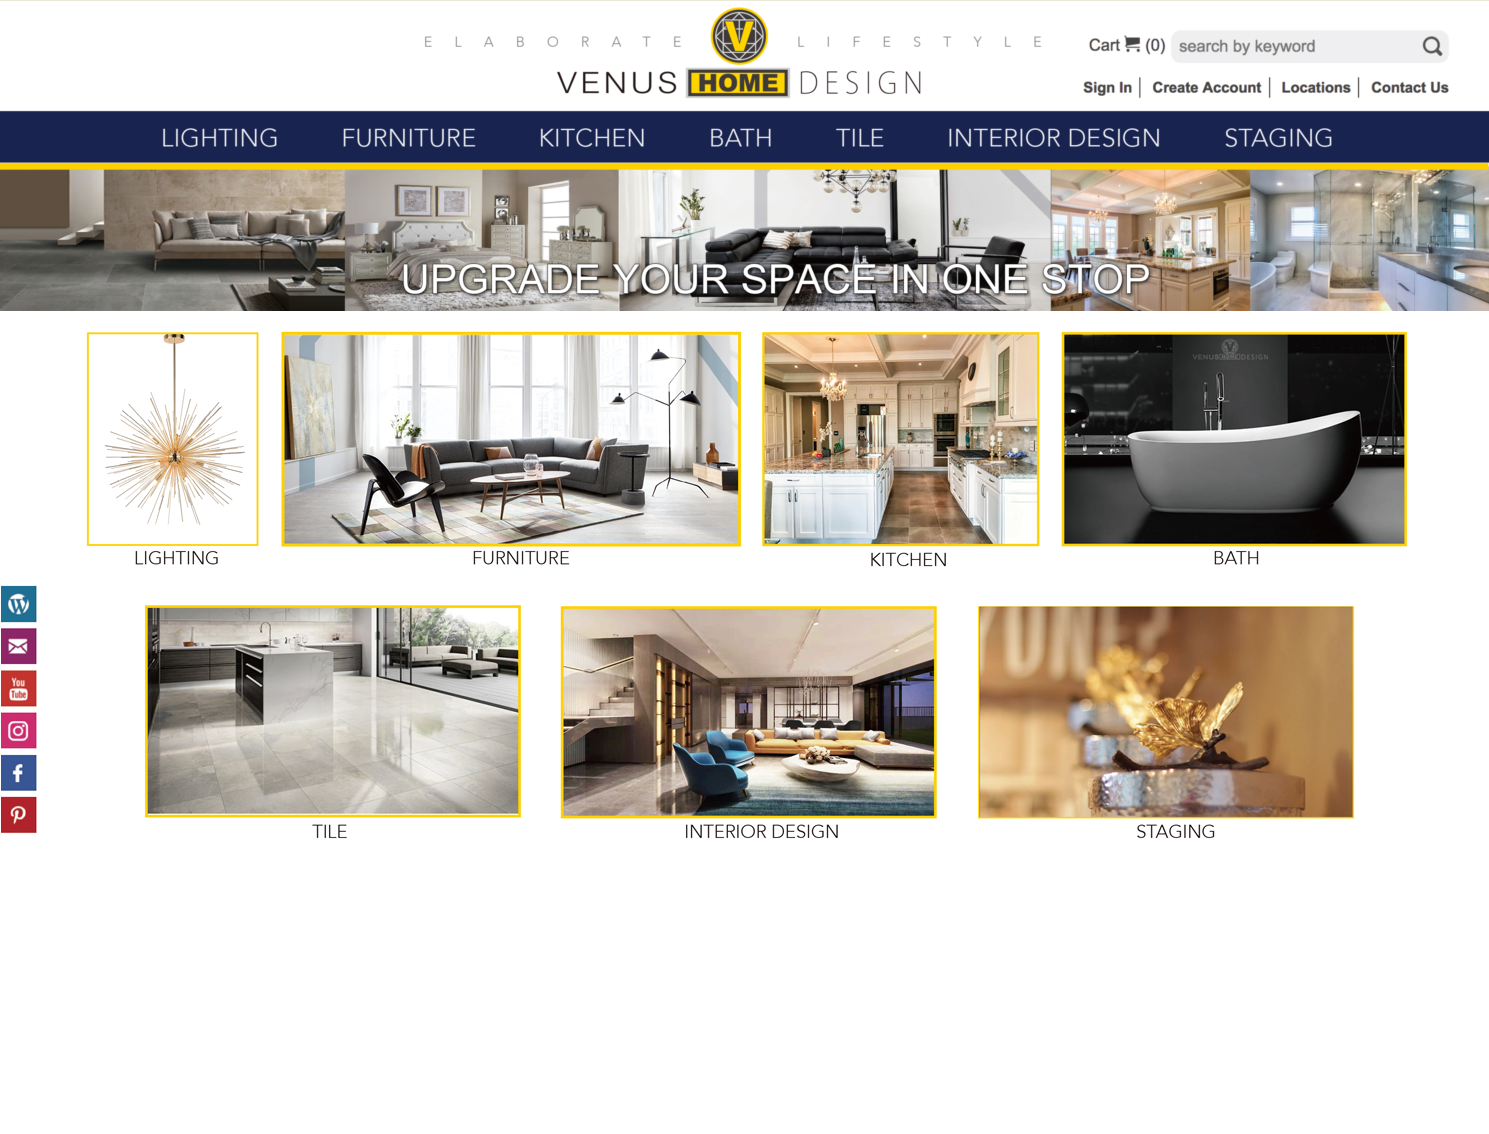 ELABORATE LIFESTYLE
V
VENUS HOME DESIGN
Cart (0) search by keyword
Sign In | Create Account | Locations | Contact Us
LIGHTING FURNITURE KITCHEN BATH TILE INTERIOR DESIGN STAGING
UPGRADE YOUR SPACE IN ONE STOP
VENUS HOME DESIGN
LIGHTING FURNITURE KITCHEN BATH
You
Tube
TILE INTERIOR DESIGN STAGING